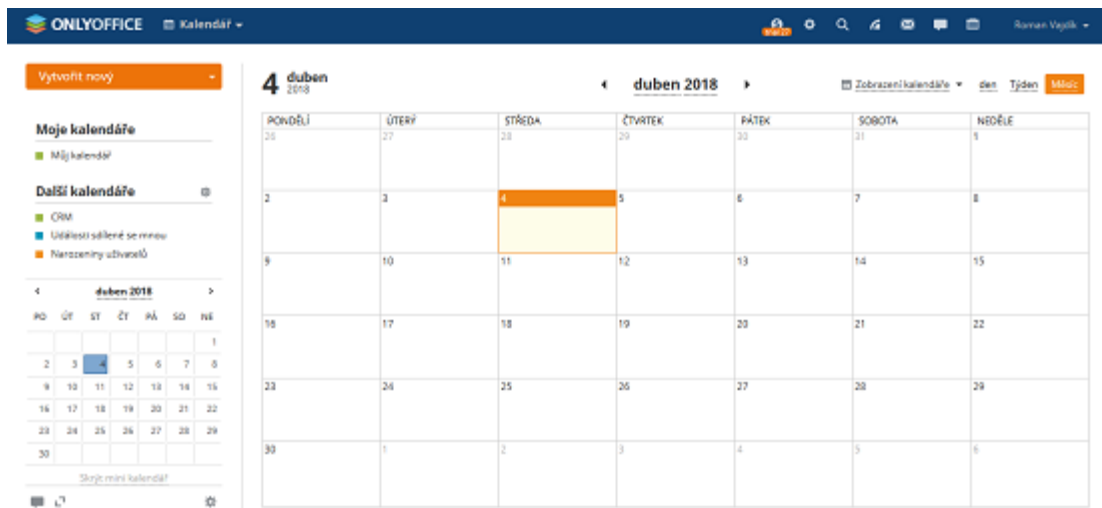 ONLYOFFICE Kalendář Roman Vajdík
Vytvořit nový
4 duben 2018
duben 2018
Zobrazení kalendáře den Týden Měsíc
Moje kalendáře
Můj kalendář
Další kalendáře
CRM
Události sdílené se mnou
Narozeniny uživatelů
duben 2018
PO ÚT ST ČT PÁ SO NE
1
2 3 4 5 6 7 8
9 10 11 12 13 14 15
16 17 18 19 20 21 22
23 24 25 26 27 28 29
30
Skrýt mini kalendář
PONDĚLÍ ÚTERÝ STŘEDA ČTVRTEK PÁTEK SOBOTA NEDĚLE
26 27 28 29 30 31 1
2 3 4 5 6 7 8
9 10 11 12 13 14 15
16 17 18 19 20 21 22
23 24 25 26 27 28 29
30 1 2 3 4 5 6